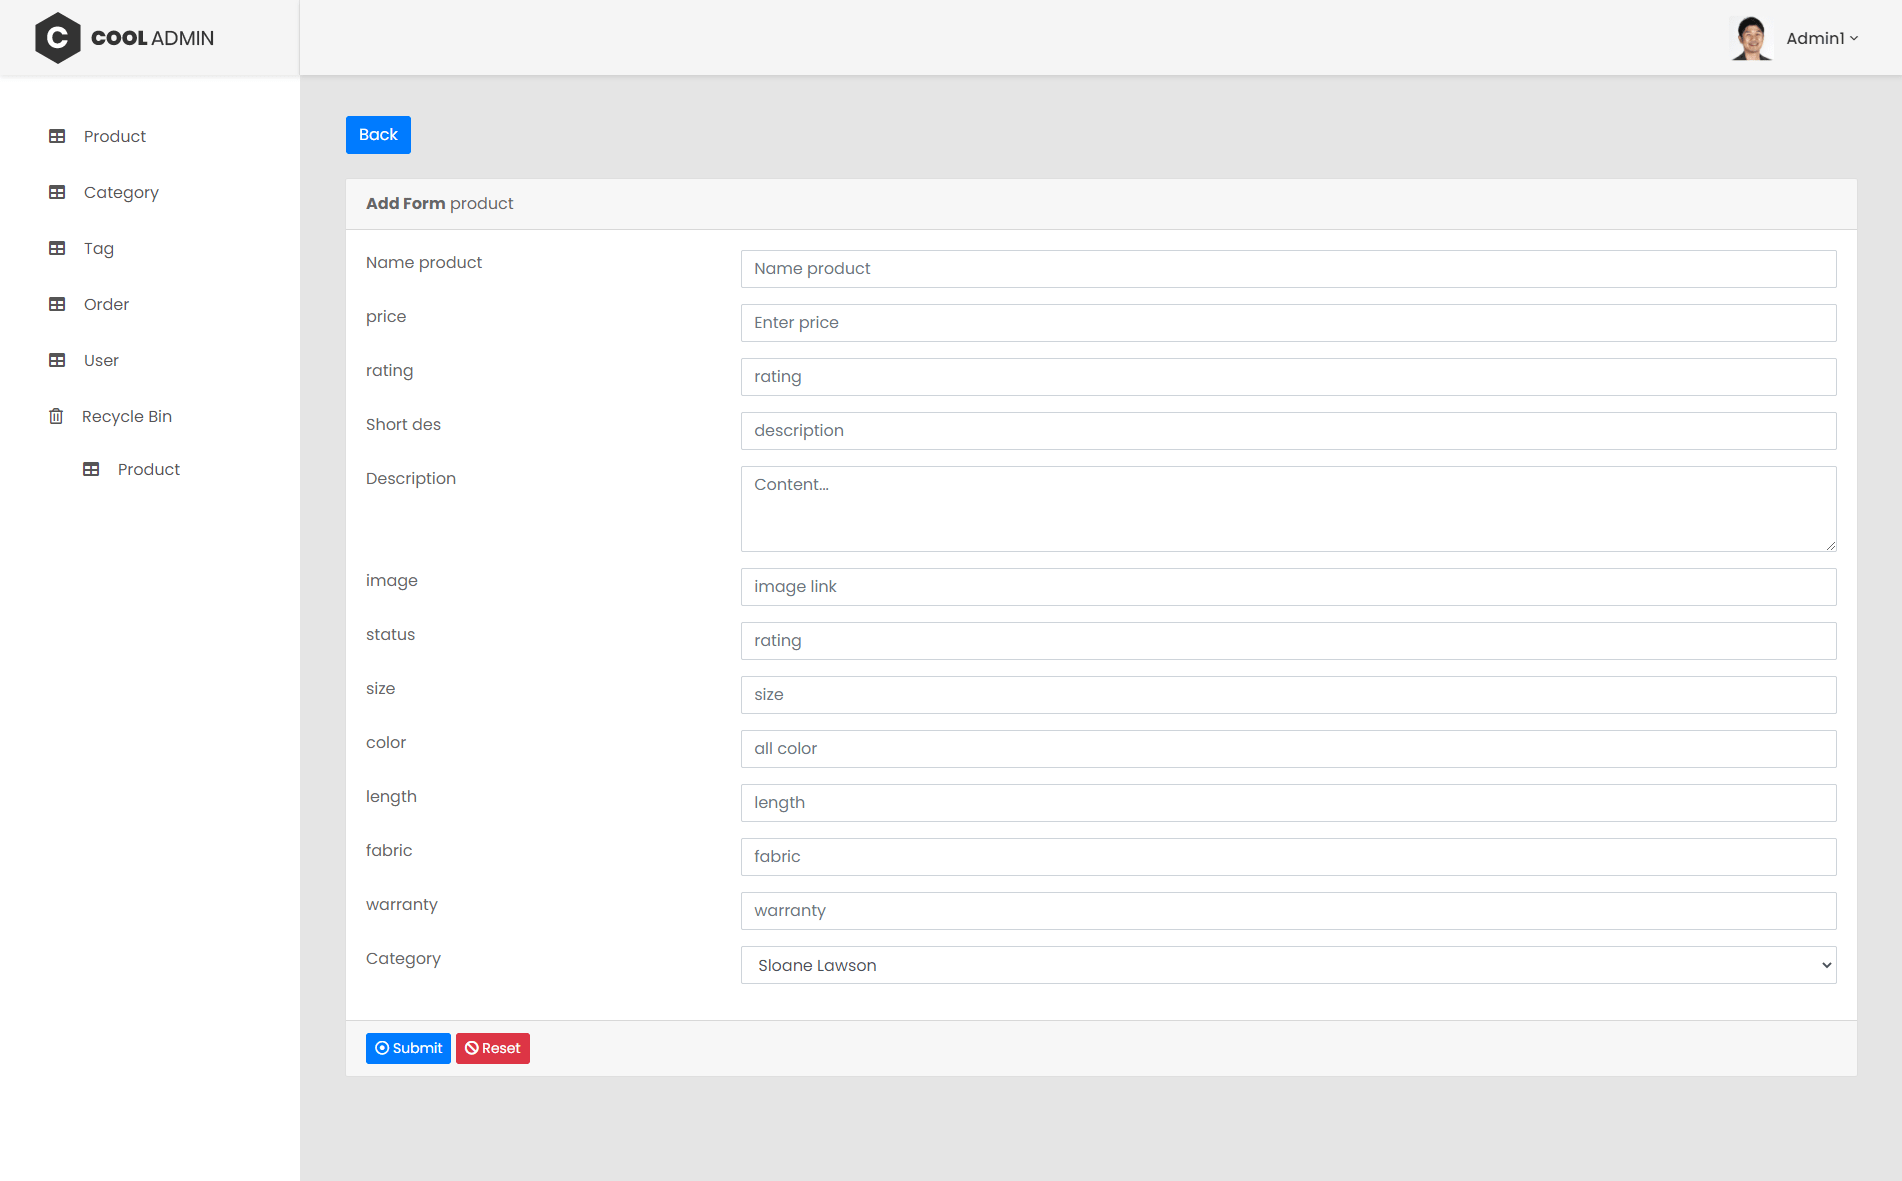 C COOL ADMIN
Admin1
Product
Category
Tag
Order
User
Recycle Bin
Product
Back
Add Form product
Name product
Name product
price
Enter price
rating
rating
Short des
description
Description
Content...
image
image link
status
rating
size
size
color
all color
length
length
fabric
fabric
warranty
warranty
Category
Sloane Lawson
Submit
Reset